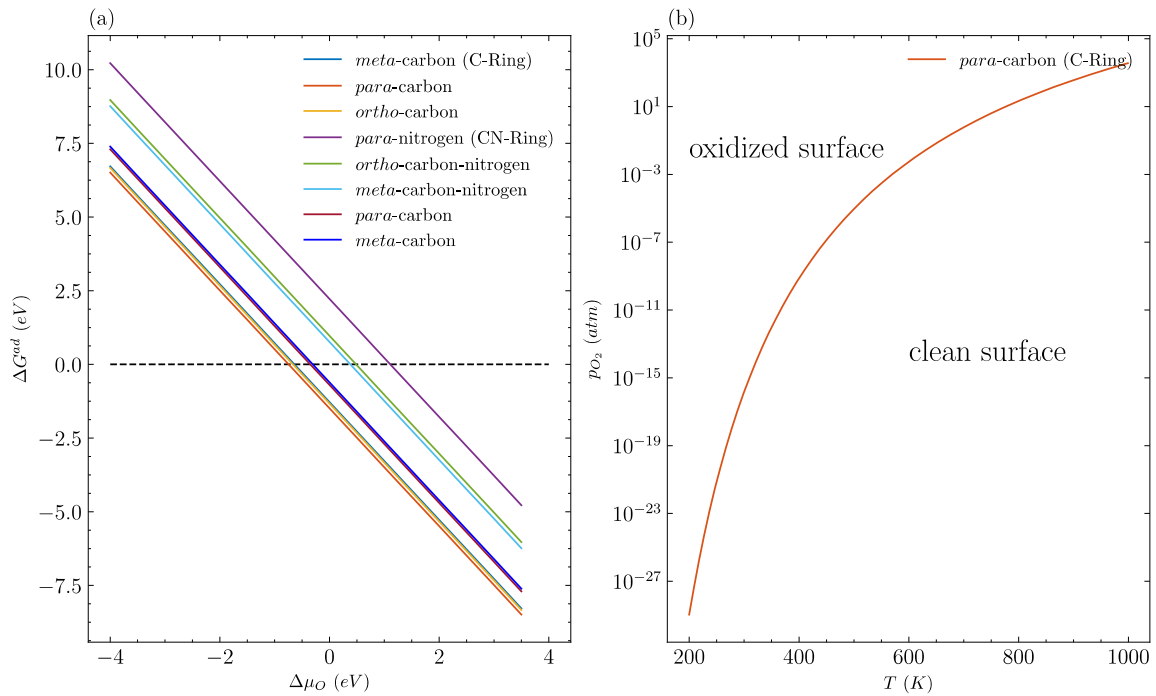 (a)
10.0
7.5
5.0
2.5
0.0
−2.5
−5.0
−7.5
ΔG^{ad} (eV)
−4
−2
0
2
4
Δμ_O (eV)
meta-carbon (C-Ring)
para-carbon
ortho-carbon
para-nitrogen (CN-Ring)
ortho-carbon-nitrogen
meta-carbon-nitrogen
para-carbon
meta-carbon
(b)
10^5
10^1
10^{−3}
10^{−7}
10^{−11}
10^{−15}
10^{−19}
10^{−23}
10^{−27}
p_{O_2} (atm)
para-carbon (C-Ring)
oxidized surface
clean surface
200
400
600
800
1000
T (K)